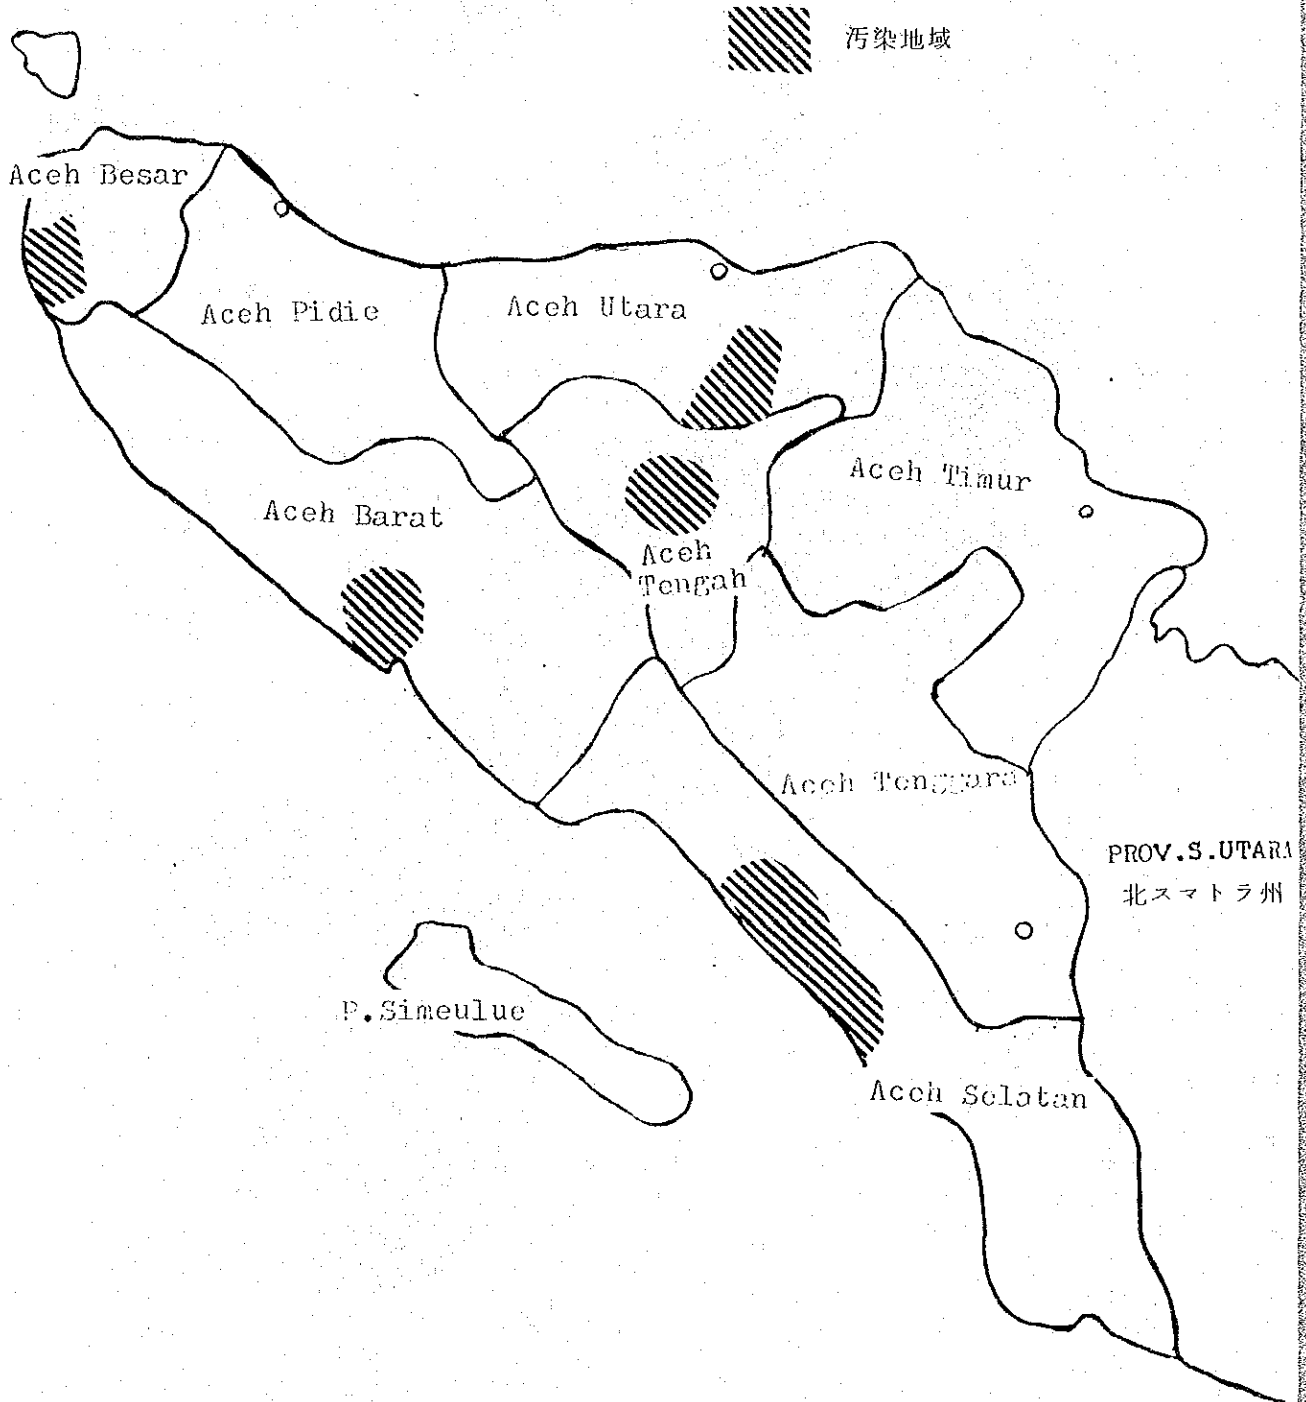 汚染地域
Aceh Besar
Aceh Pidie
Aceh Utara
Aceh Timur
Aceh Barat
Aceh
Tengah
Aceh Tenggara
PROV.S.UTARA
北スマトラ州
P.Simeulue
Aceh Selatan